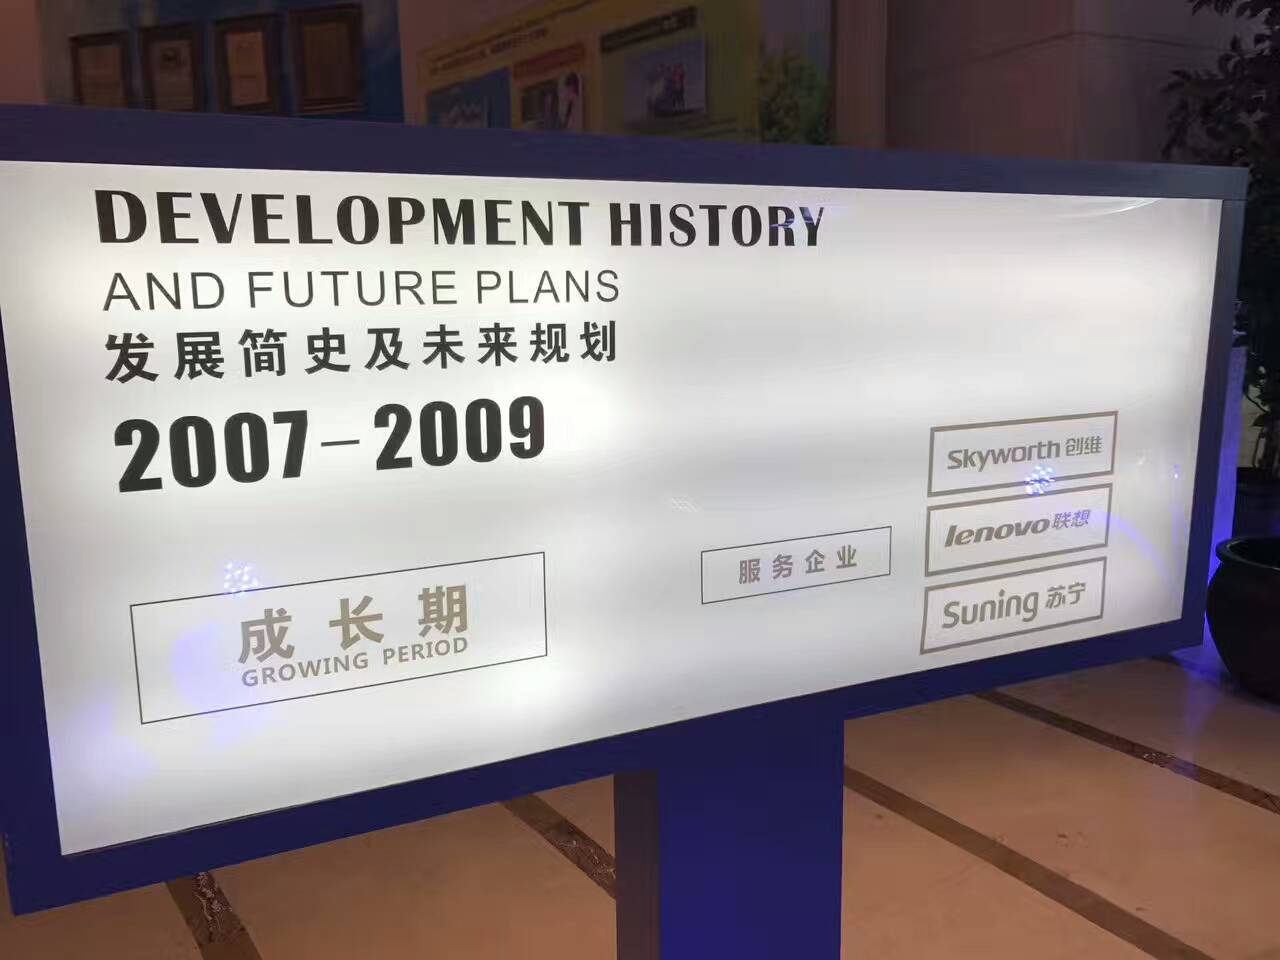 DEVELOPMENT HISTORY
AND FUTURE PLANS
发展简史及未来规划
2007-2009
成长期
GROWING PERIOD
服务企业
Skyworth 创维
lenovo 联想
Suning 苏宁